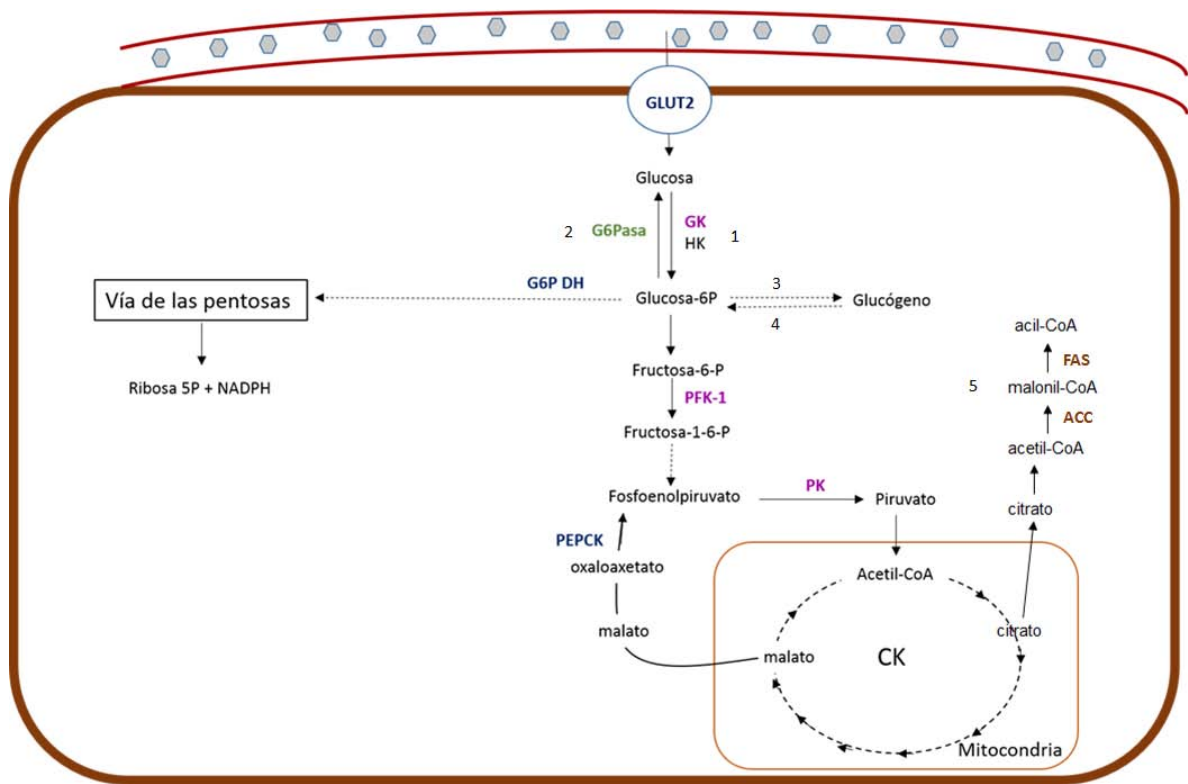 GLUT2
Glucosa
2
G6Pasa
GK
HK
1
G6P DH
Vía de las pentosas
Glucosa-6P
3
4
Glucógeno
Ribosa 5P + NADPH
Fructosa-6-P
PFK-1
Fructosa-1-6-P
acil-CoA
FAS
5
malonil-CoA
ACC
acetil-CoA
citrato
Fosfoenolpiruvato
PK
Piruvato
PEPCK
oxaloaxetato
malato
Acetil-CoA
citrato
malato
CK
Mitocondria